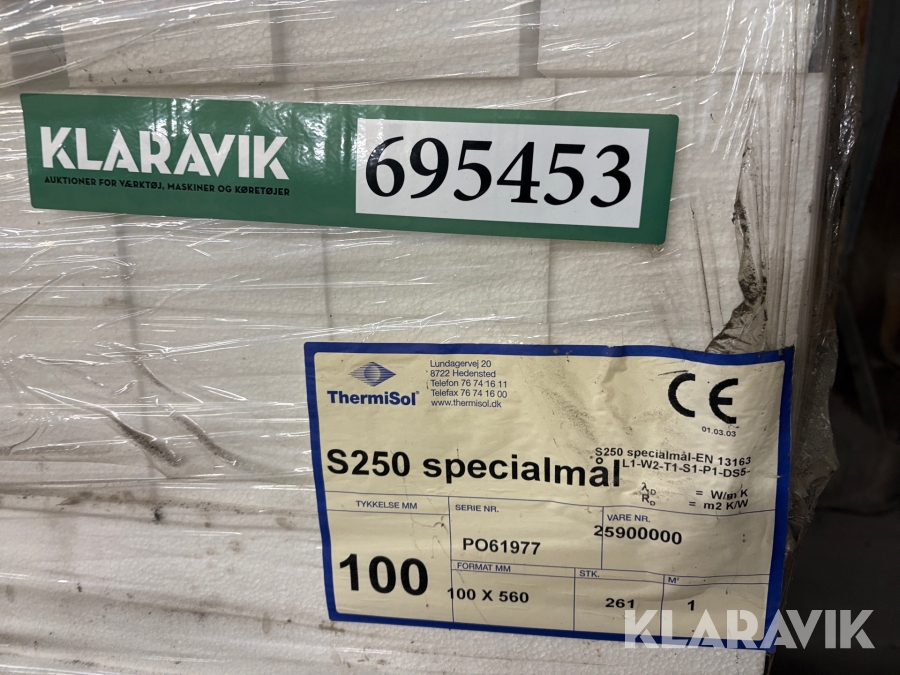 KLARAVIK
AUKTIONER FOR VÆRKTØJ, MASKINER OG KØRETØJER
695453
ThermiSol®
Lundagervej 20
8722 Hedensted
Telefon 76 74 16 11
Telefax 76 74 16 00
www.thermisol.dk
CE
01.03.03
S250 specialmål
S250 specialmål-EN 13163
L1-W2-T1-S1-P1-DS5-
λD = W/m K
RD = m2 K/W
TYKKELSE MM
100
SERIE NR.
PO61977
VARE NR.
25900000
FORMAT MM
100 X 560
STK.
261
M³
1
KLARAVIK